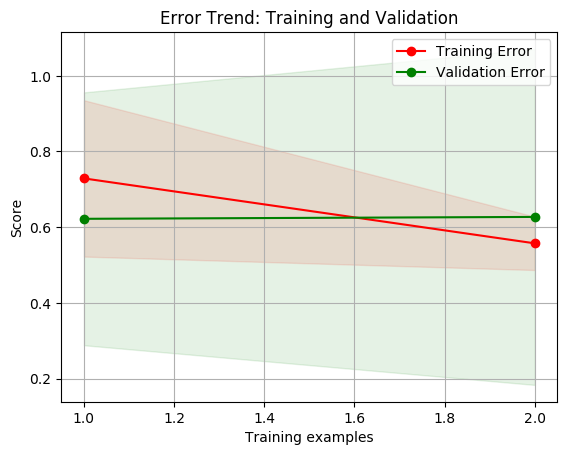 Error Trend: Training and Validation
Training Error
Validation Error
Score
1.0
0.8
0.6
0.4
0.2
1.0 1.2 1.4 1.6 1.8 2.0
Training examples